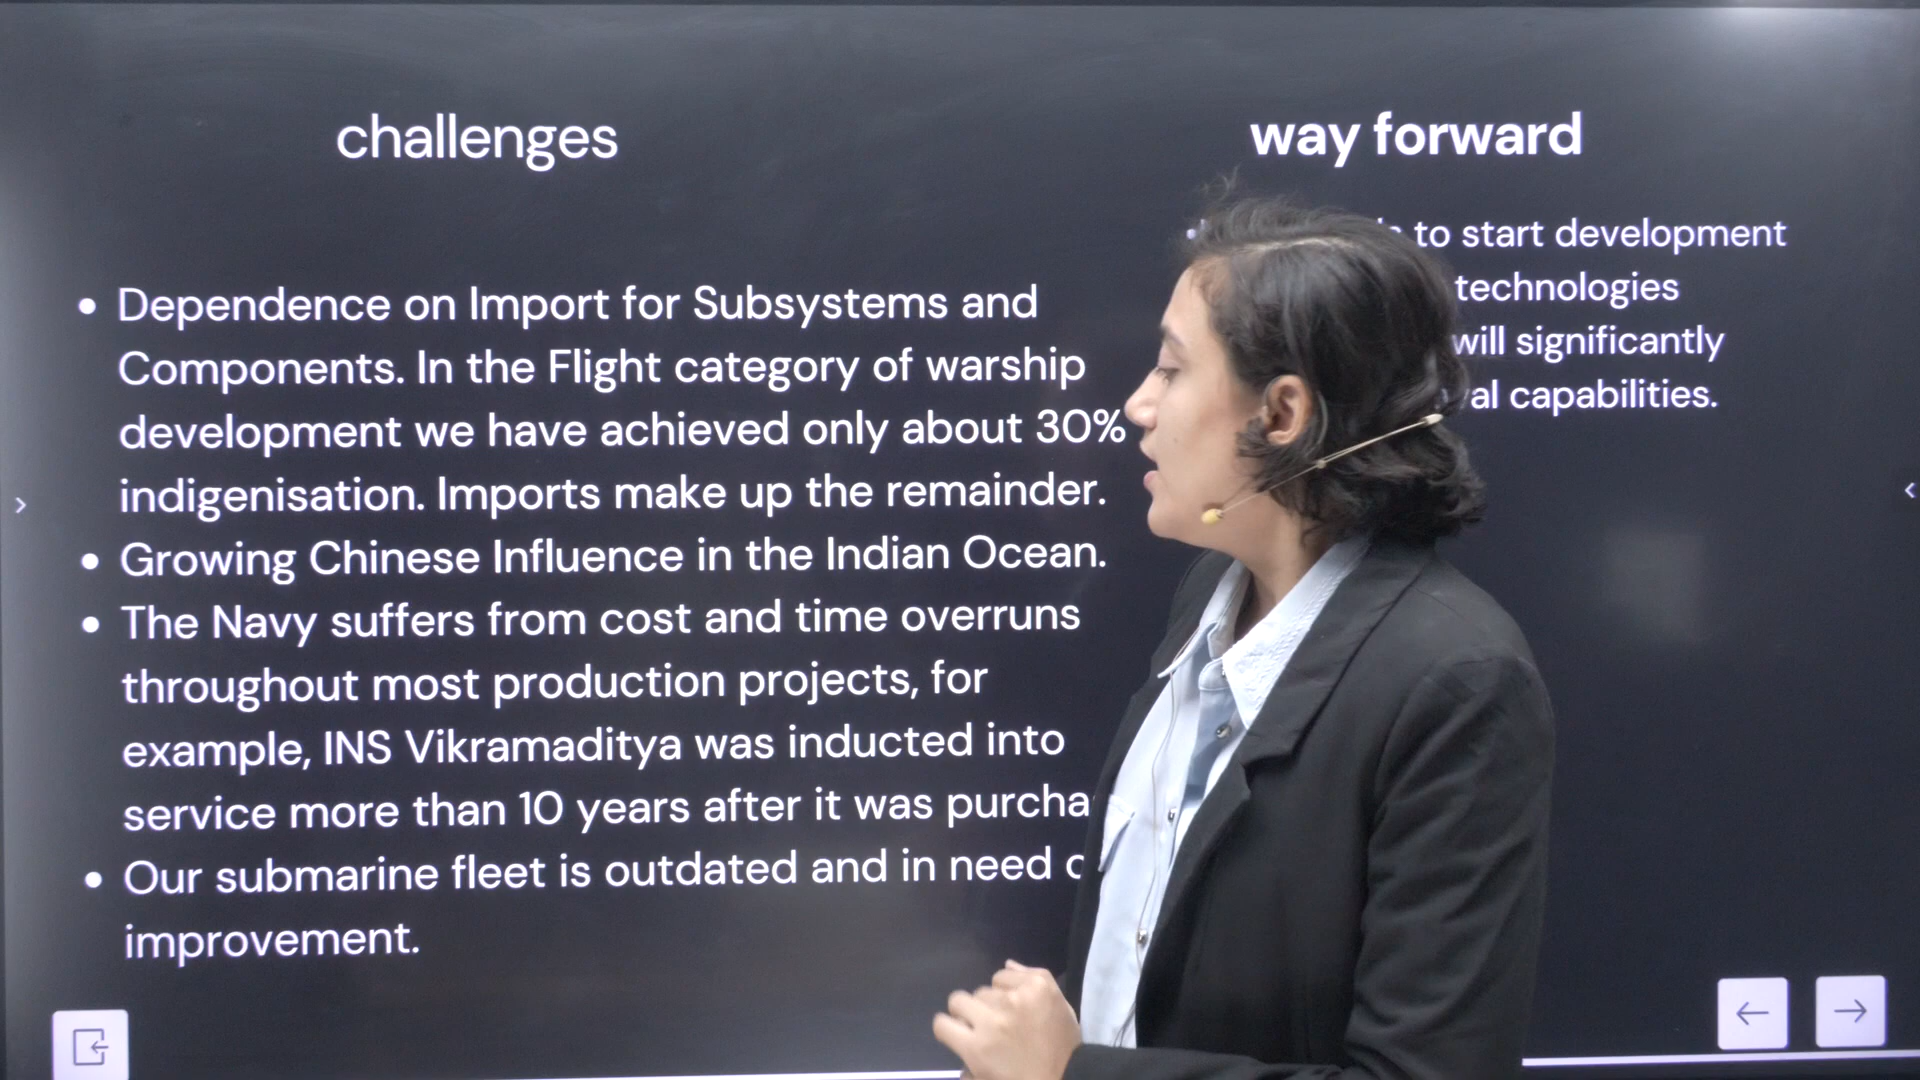 challenges
Dependence on Import for Subsystems and
Components. In the Flight category of warship
development we have achieved only about 30%
indigenisation. Imports make up the remainder.
Growing Chinese Influence in the Indian Ocean.
The Navy suffers from cost and time overruns
throughout most production projects, for
example, INS Vikramaditya was inducted into
service more than 10 years after it was
Our submarine fleet is outdated and in need
improvement.
way forward
to start development
technologies
will significantly
capabilities.